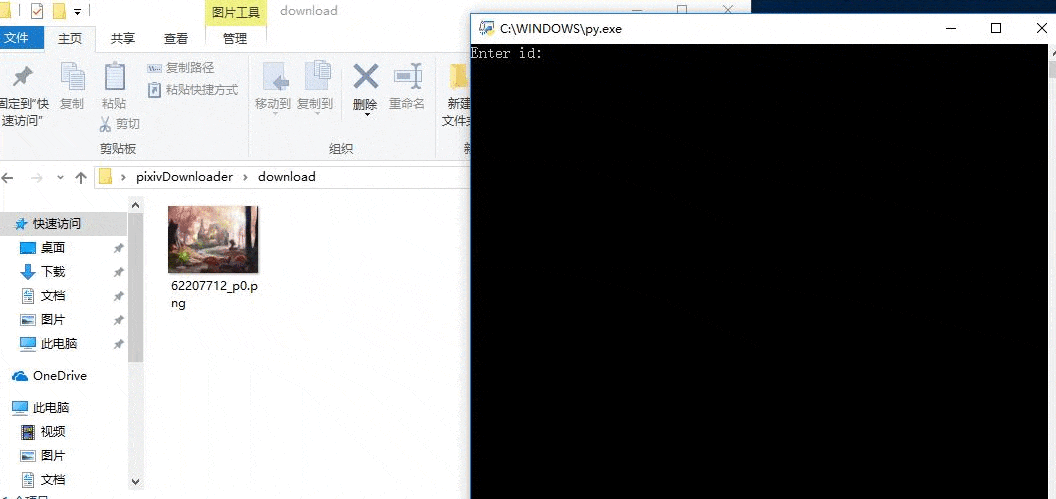 图片工具
download
文件
主页
共享
查看
管理
固定到“快
速访问”
复制
粘贴
复制路径
粘贴快捷方式
剪切
剪贴板
移动到
复制到
删除
重命名
组织
新建
pixivDownloader
download
快速访问
桌面
下载
文档
图片
此电脑
OneDrive
此电脑
视频
图片
文档
62207712_p0.p
ng
C:\WINDOWS\py.exe
Enter id: